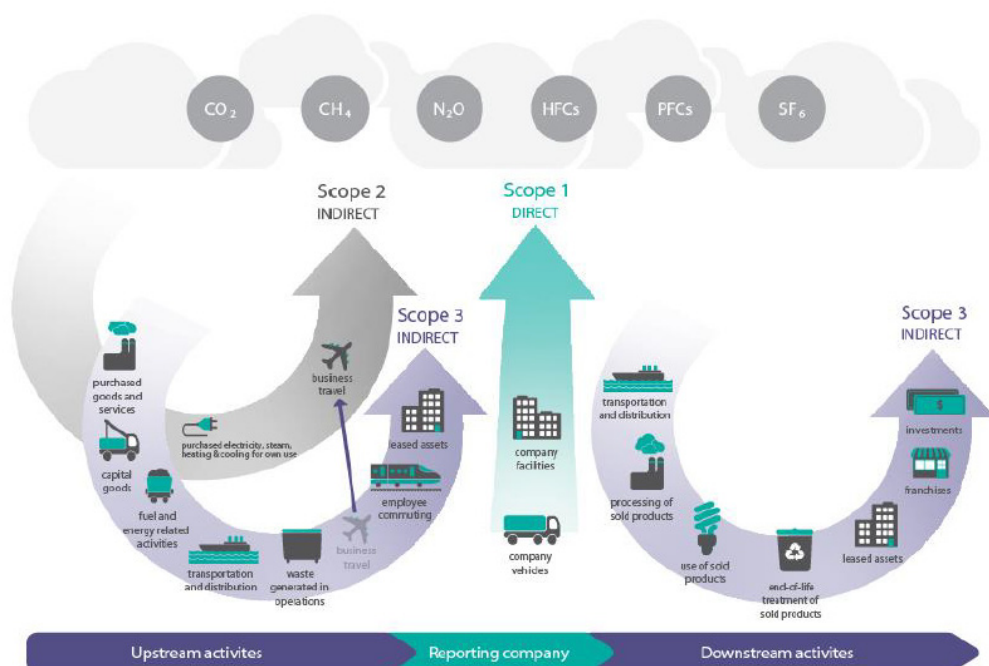 CO2
CH4
N2O
HFCs
PFCs
SF6
Scope 2
INDIRECT
Scope 1
DIRECT
Scope 3
INDIRECT
Scope 3
INDIRECT
purchased
goods and
services
capital
goods
fuel and
energy related
activities
transportation
and distribution
waste
generated in
operations
business
travel
employee
commuting
leased assets
purchased electricity, steam,
heating & cooling for own use
business
travel
company
facilities
company
vehicles
transportation
and distribution
processing of
sold products
use of sold
products
end-of-life
treatment of
sold products
leased assets
franchises
$
investments
Upstream activites
Reporting company
Downstream activites